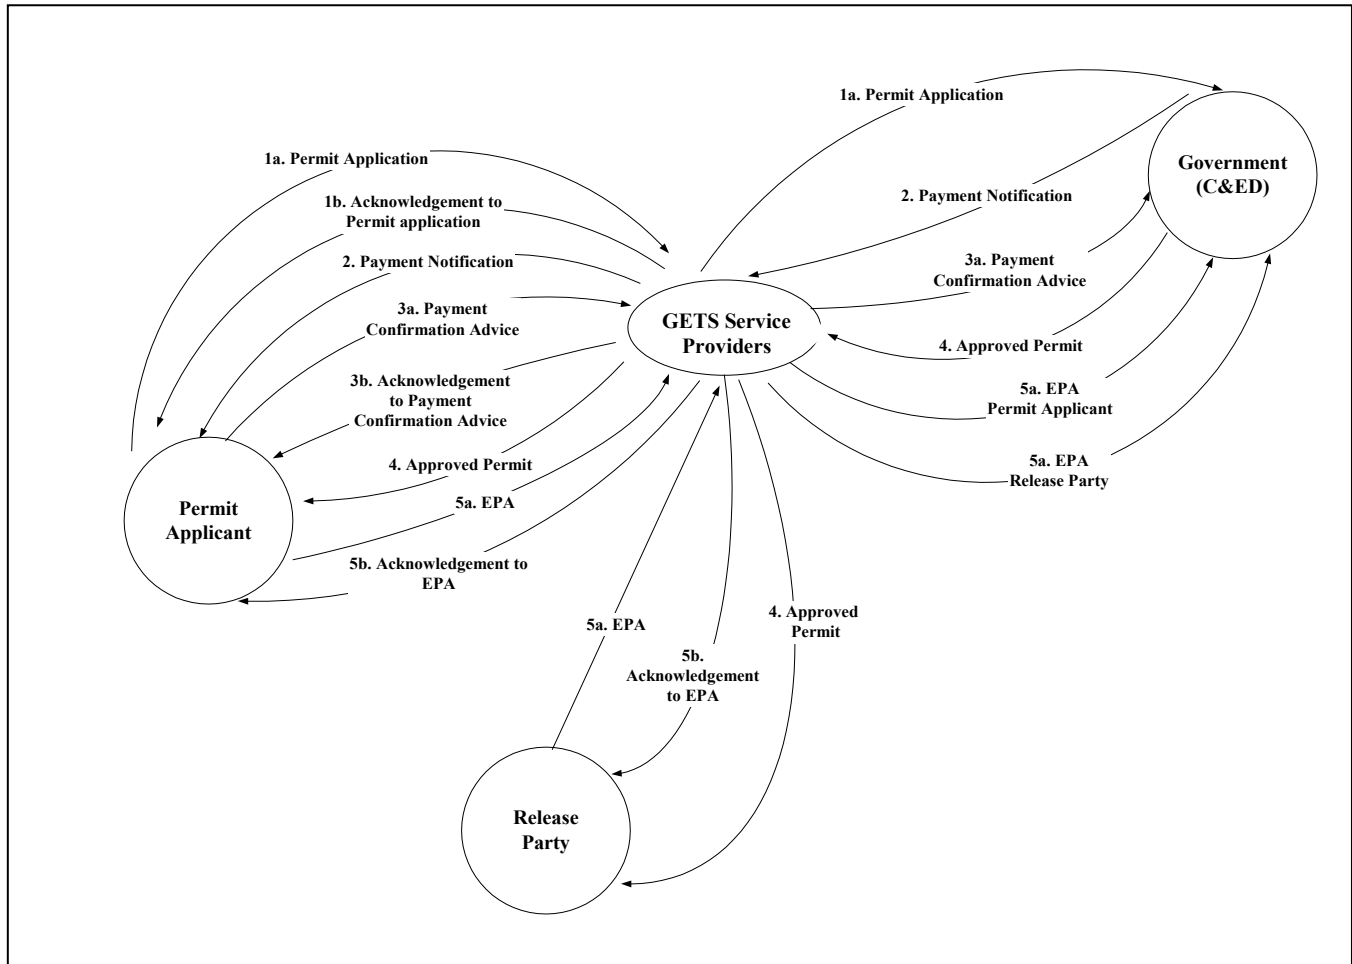 1a. Permit Application
Government
(C&ED)
1a. Permit Application
1b. Acknowledgement to
Permit application
2. Payment Notification
2. Payment Notification
3a. Payment
Confirmation Advice
3a. Payment
Confirmation Advice
GETS Service
Providers
4. Approved Permit
3b. Acknowledgement
to Payment
Confirmation Advice
5a. EPA
Permit Applicant
4. Approved Permit
5a. EPA
Release Party
5a. EPA
Permit
Applicant
5b. Acknowledgement to
EPA
5a. EPA
4. Approved
Permit
5b.
Acknowledgement
to EPA
Release
Party